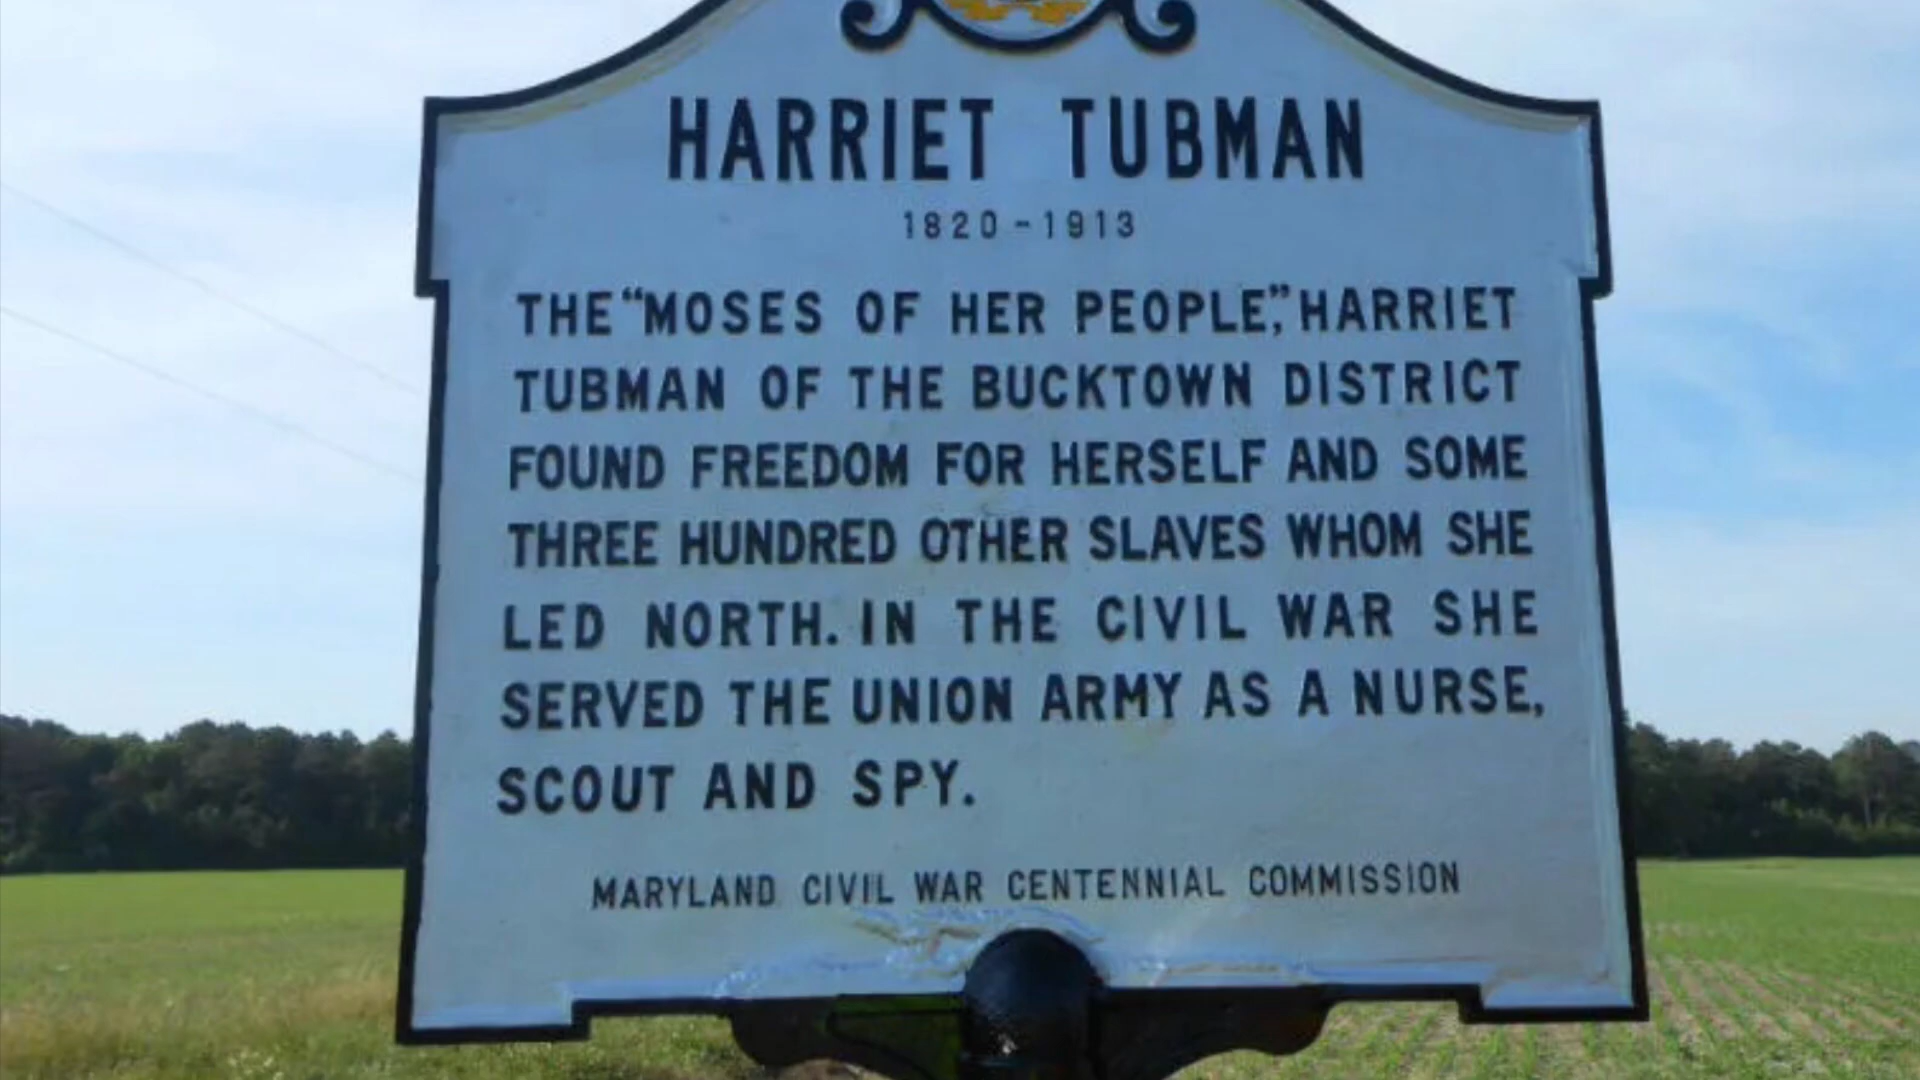 HARRIET TUBMAN
1820-1913
THE “MOSES OF HER PEOPLE,” HARRIET
TUBMAN OF THE BUCKTOWN DISTRICT
FOUND FREEDOM FOR HERSELF AND SOME
THREE HUNDRED OTHER SLAVES WHOM SHE
LED NORTH. IN THE CIVIL WAR SHE
SERVED THE UNION ARMY AS A NURSE,
SCOUT AND SPY.
MARYLAND CIVIL WAR CENTENNIAL COMMISSION